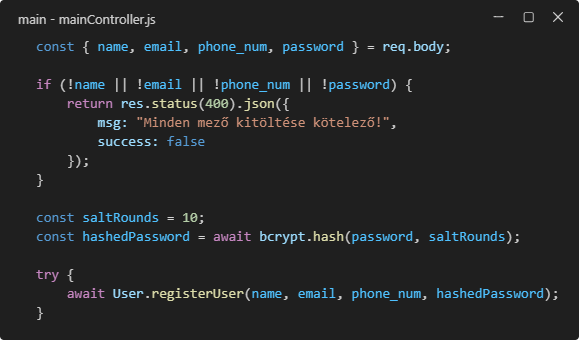 main - mainController.js
const { name, email, phone_num, password } = req.body;
if (!name || !email || !phone_num || !password) {
return res.status(400).json({
msg: "Minden mező kitöltése kötelező!",
success: false
});
}
const saltRounds = 10;
const hashedPassword = await bcrypt.hash(password, saltRounds);
try {
await User.registerUser(name, email, phone_num, hashedPassword);
}